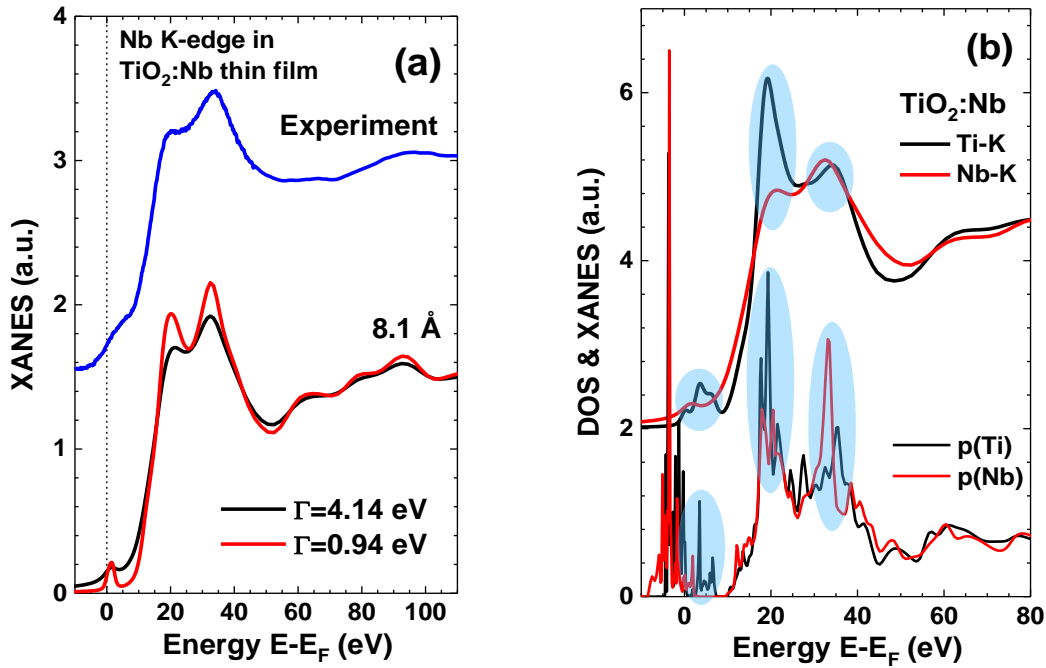 Nb K-edge in
TiO₂:Nb thin film
(a)
Experiment
8.1 Å
Γ=4.14 eV
Γ=0.94 eV
XANES (a.u.)
4
3
2
1
0
0 20 40 60 80 100
Energy E-E_F (eV)
(b)
TiO₂:Nb
Ti-K
Nb-K
p(Ti)
p(Nb)
DOS & XANES (a.u.)
6
4
2
0
0 20 40 60 80
Energy E-E_F (eV)